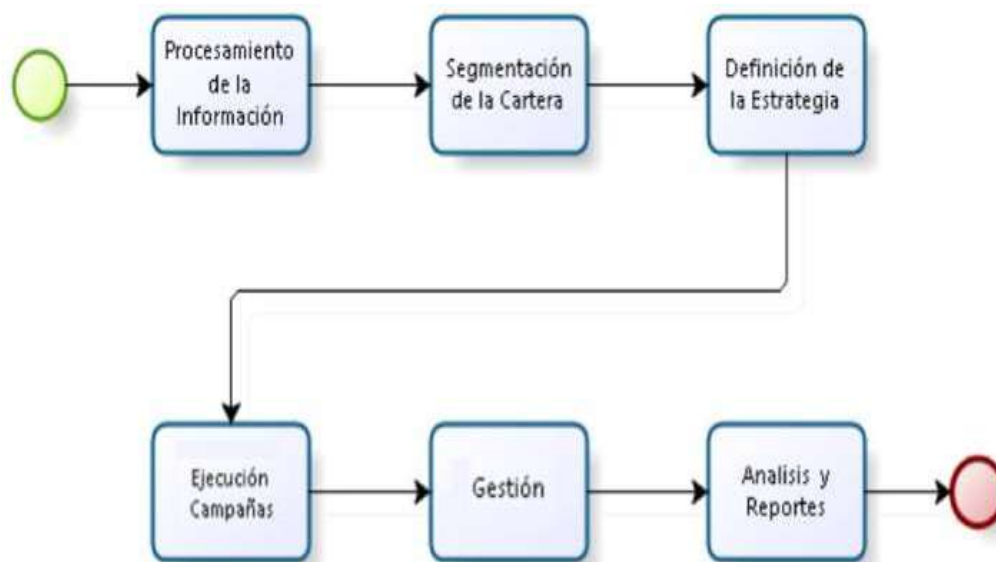 Procesamiento
de la
Información
Segmentación
de la Cartera
Definición de
la Estrategia
Ejecución
Campañas
Gestión
Analisis y
Reportes